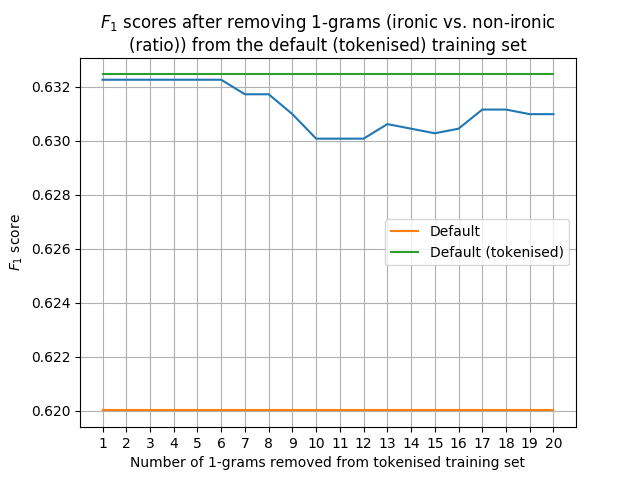 F1 scores after removing 1-grams (ironic vs. non-ironic
(ratio)) from the default (tokenised) training set
0.632
0.630
0.628
0.626
0.624
0.622
0.620
F1 score
Default
Default (tokenised)
1 2 3 4 5 6 7 8 9 10 11 12 13 14 15 16 17 18 19 20
Number of 1-grams removed from tokenised training set